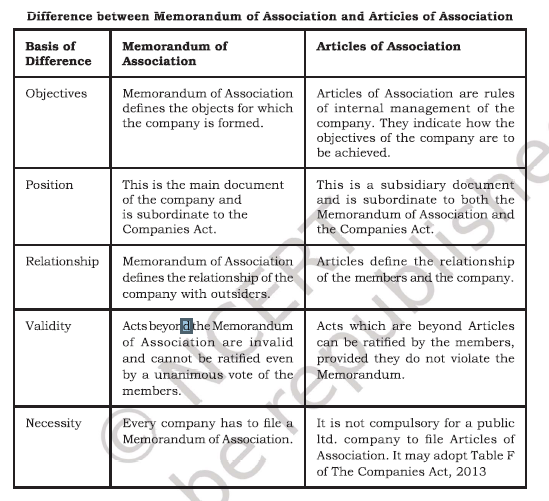 Difference between Memorandum of Association and Articles of Association
Basis of
Difference
Memorandum of
Association
Articles of Association
Objectives
Memorandum of Association
defines the objects for which
the company is formed.
Articles of Association are rules
of internal management of the
company. They indicate how the
objectives of the company are to
be achieved.
Position
This is the main document
of the company and
is subordinate to the
Companies Act.
This is a subsidiary document
and is subordinate to both the
Memorandum of Association and
the Companies Act.
Relationship
Memorandum of Association
defines the relationship of the
company with outsiders.
Articles define the relationship
of the members and the company.
Validity
Acts beyond the Memorandum
of Association are invalid
and cannot be ratified even
by a unanimous vote of the
members.
Acts which are beyond Articles
can be ratified by the members,
provided they do not violate the
Memorandum.
Necessity
Every company has to file a
Memorandum of Association.
It is not compulsory for a public
ltd. company to file Articles of
Association. It may adopt Table F
of The Companies Act, 2013
© NCERT
be republished